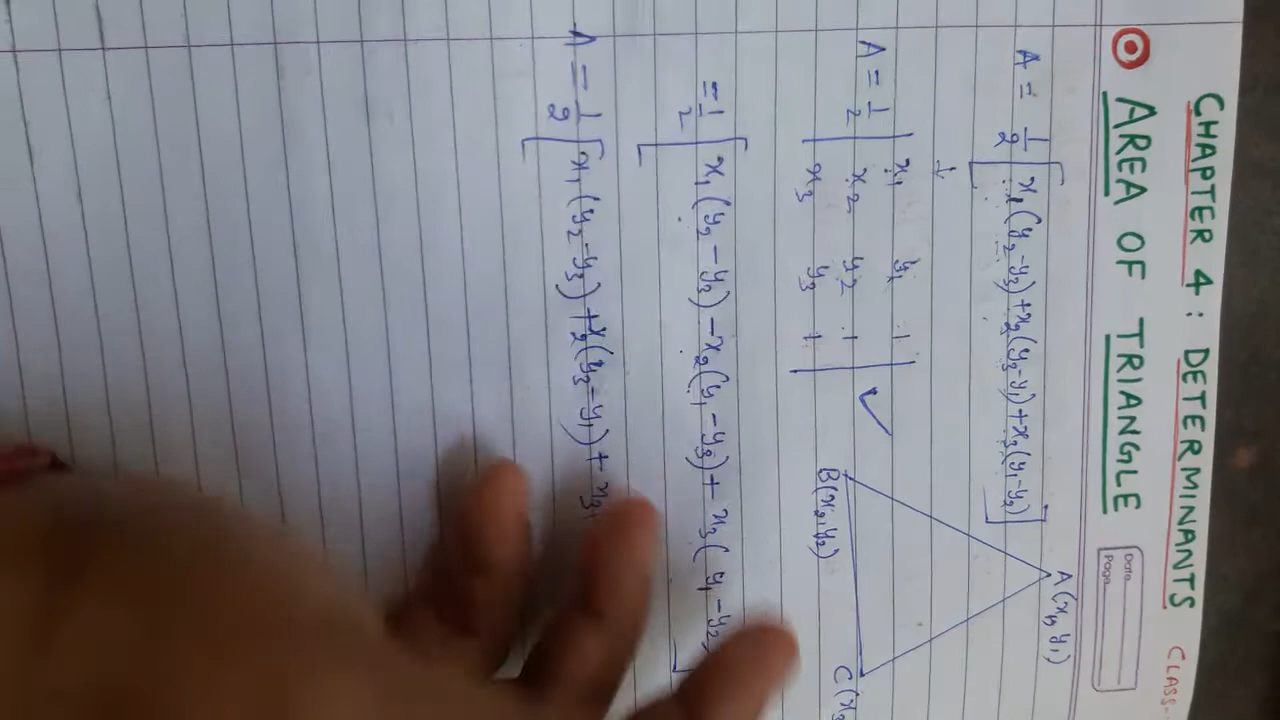 CHAPTER 4 : DETERMINANTS CLASS-
AREA OF TRIANGLE
Date
Page
A = 1/2 [x₁(y₂-y₃)+x₂(y₃-y₁)+x₃(y₁-y₂)]
A(x₁, y₁)
A = 1/2 | x₁ y₁ 1
x₂ y₂ 1
x₃ y₃ 1 | ✓
B(x₂, y₂)
C(x₃
= 1/2 [x₁(y₂-y₃) - x₂(y₁-y₃) + x₃(y₁-y₂)]
A = 1/2 [x₁(y₂-y₃) + x₂(y₃-y₁) + x₃